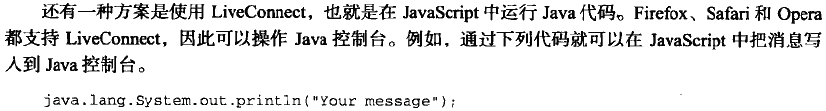 还有一种方案是使用 LiveConnect，也就是在 JavaScript 中运行 Java 代码。Firefox、Safari 和 Opera
都支持 LiveConnect，因此可以操作 Java 控制台。例如，通过下列代码就可以在 JavaScript 中把消息写
入到 Java 控制台。
java.lang.System.out.println("Your message");